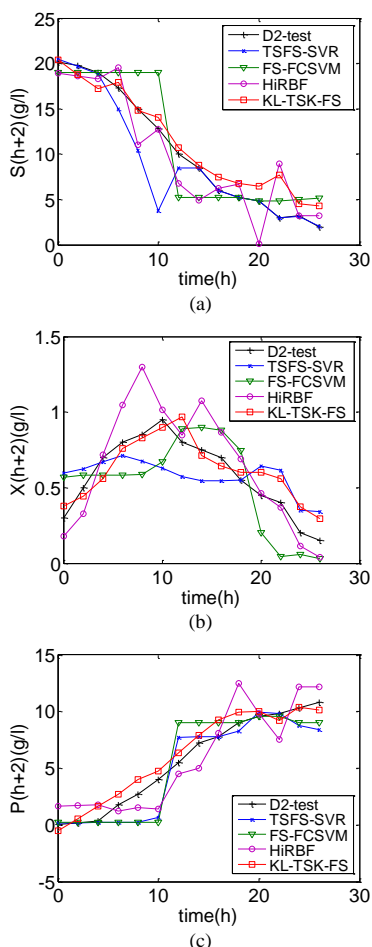 25
20
15
10
5
0
S(h+2)(g/l)
D2-test
TSFS-SVR
FS-FCSVM
HiRBF
KL-TSK-FS
0 10 20 30
time(h)
(a)
1.5
1
0.5
0
X(h+2)(g/l)
D2-test
TSFS-SVR
FS-FCSVM
HiRBF
KL-TSK-FS
0 10 20 30
time(h)
(b)
15
10
5
0
-5
P(h+2)(g/l)
D2-test
TSFS-SVR
FS-FCSVM
HiRBF
KL-TSK-FS
0 10 20 30
time(h)
(c)